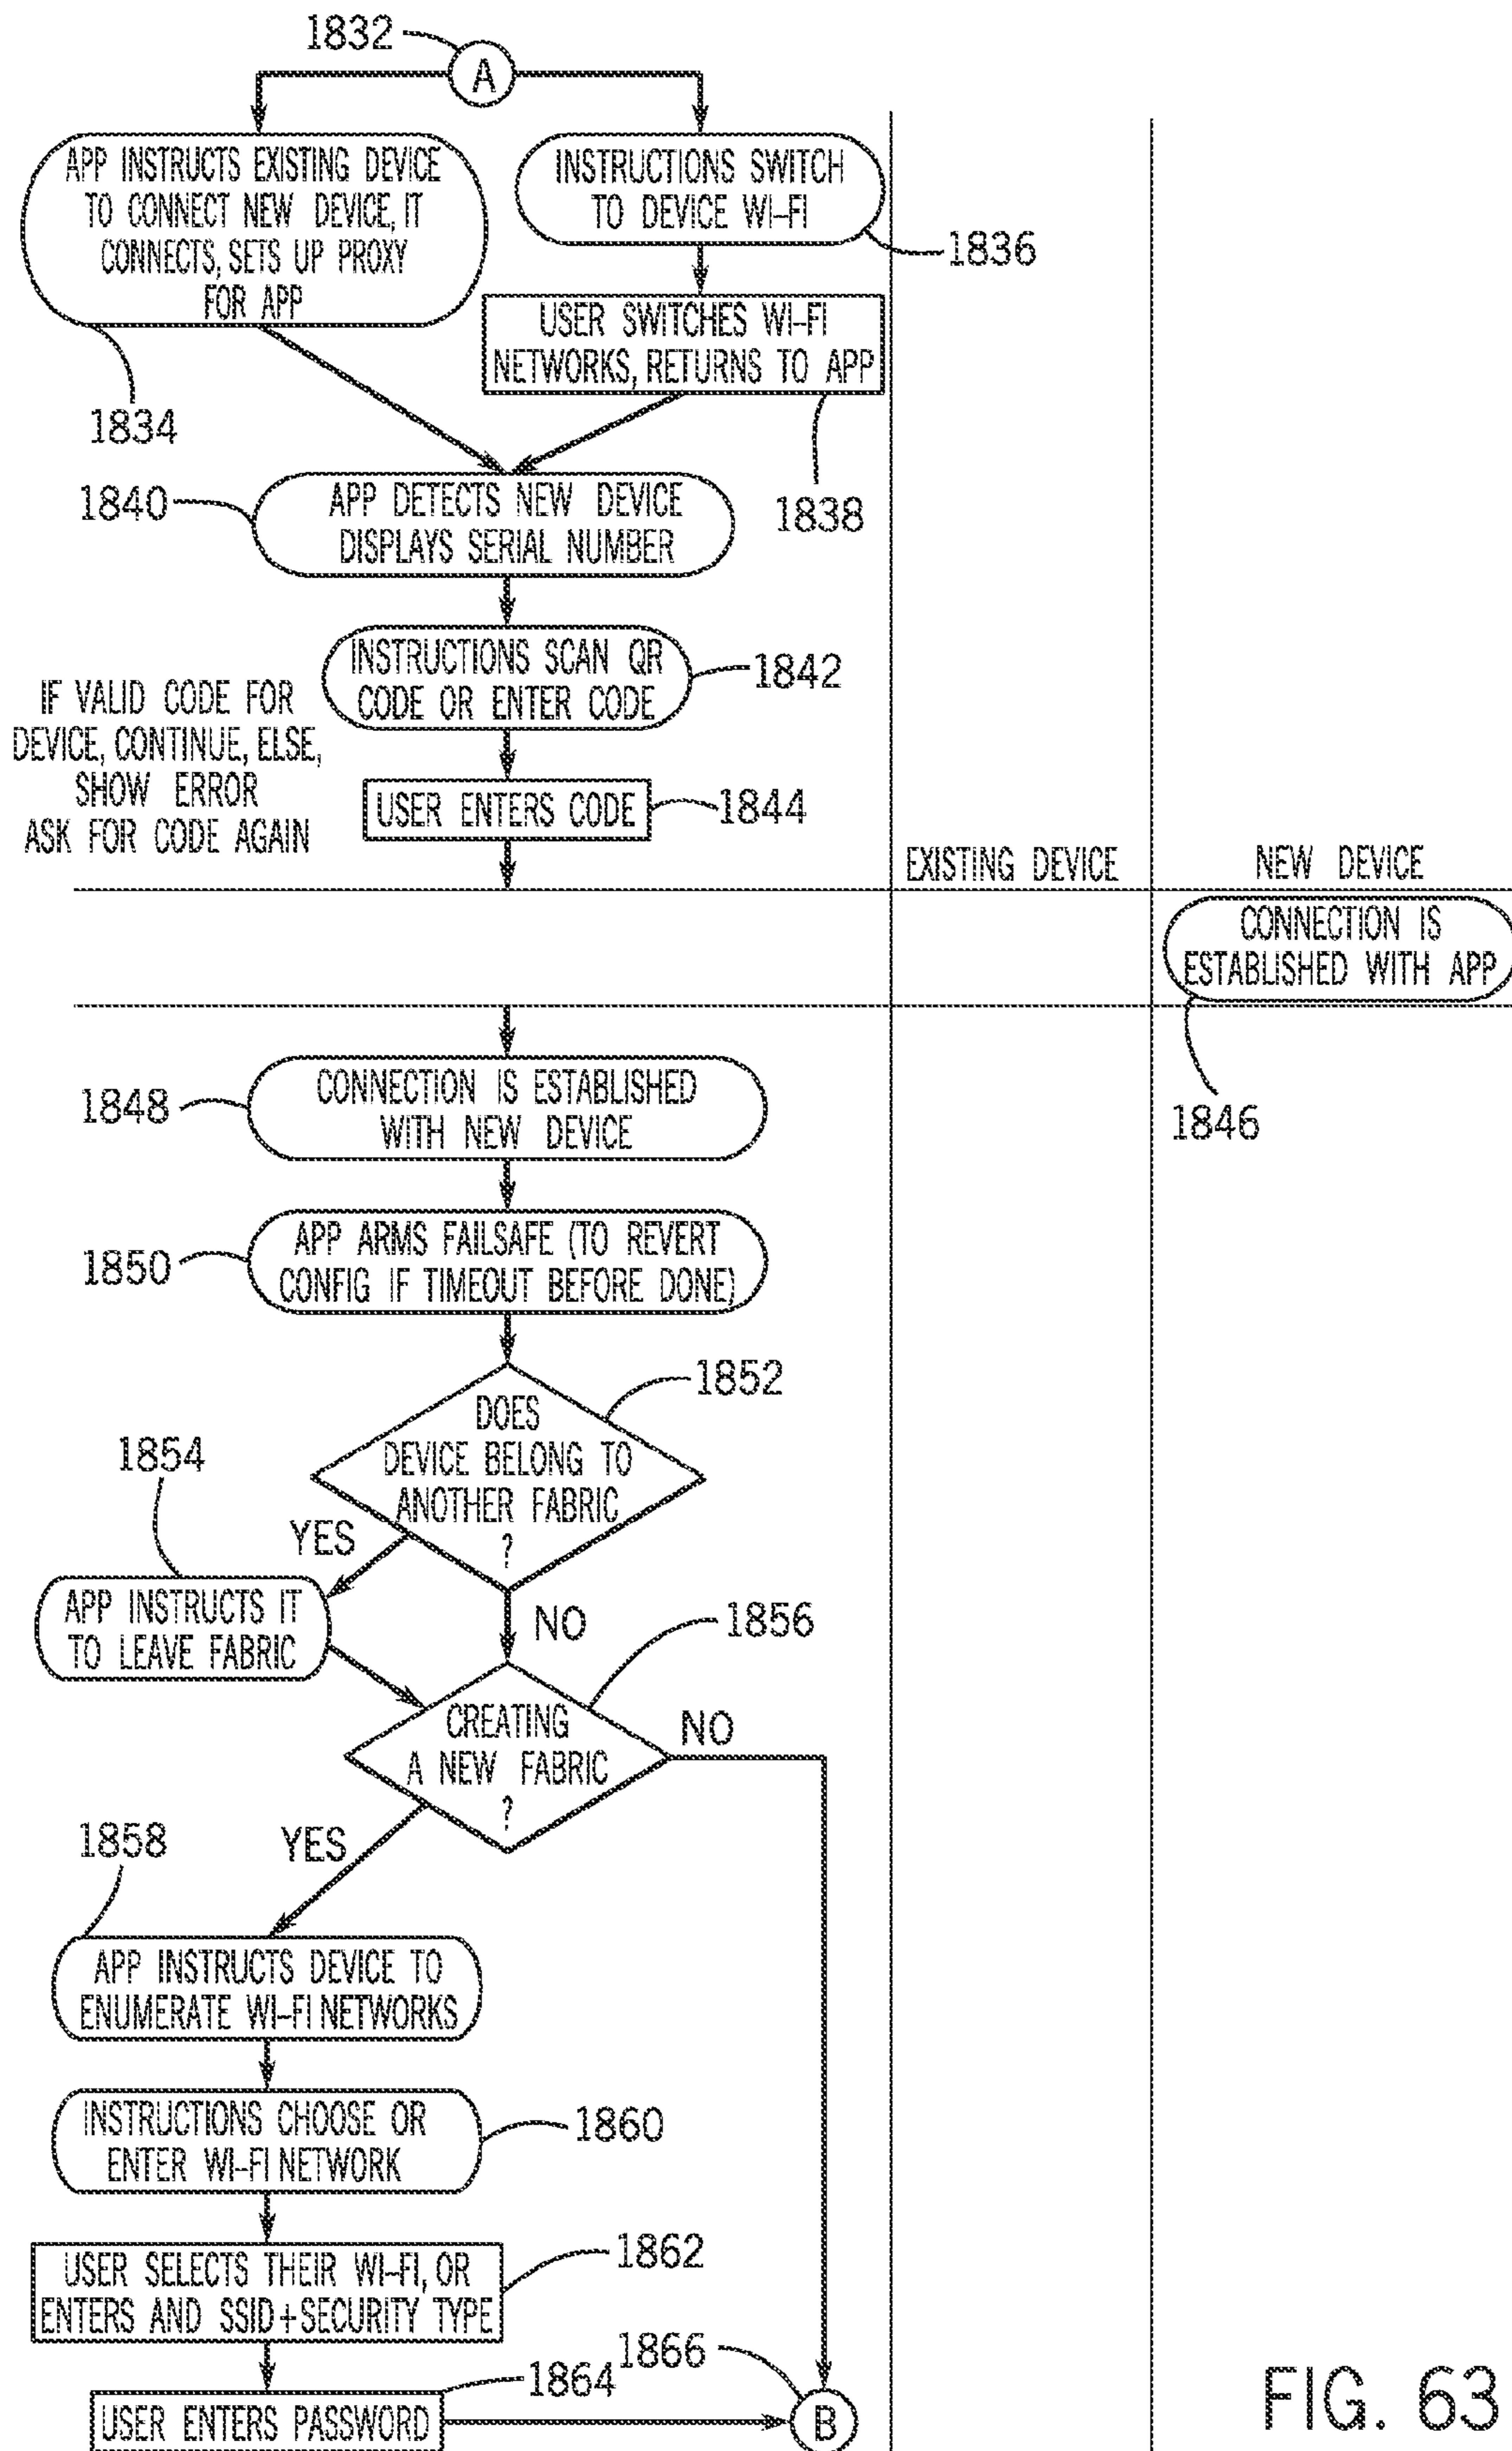 1832
A
APP INSTRUCTS EXISTING DEVICE
TO CONNECT NEW DEVICE, IT
CONNECTS, SETS UP PROXY
FOR APP
1834
INSTRUCTIONS SWITCH
TO DEVICE WI-FI
1836
USER SWITCHES WI-FI
NETWORKS, RETURNS TO APP
1838
1840
APP DETECTS NEW DEVICE
DISPLAYS SERIAL NUMBER
INSTRUCTIONS SCAN QR
CODE OR ENTER CODE
1842
IF VALID CODE FOR
DEVICE, CONTINUE, ELSE,
SHOW ERROR
ASK FOR CODE AGAIN
USER ENTERS CODE
1844
EXISTING DEVICE
NEW DEVICE
CONNECTION IS
ESTABLISHED WITH APP
1846
1848
CONNECTION IS ESTABLISHED
WITH NEW DEVICE
1850
APP ARMS FAILSAFE (TO REVERT
CONFIG IF TIMEOUT BEFORE DONE)
1852
DOES
DEVICE BELONG TO
ANOTHER FABRIC
?
1854
YES
APP INSTRUCTS IT
TO LEAVE FABRIC
NO
1856
CREATING
A NEW FABRIC
?
NO
1858
YES
APP INSTRUCTS DEVICE TO
ENUMERATE WI-FI NETWORKS
INSTRUCTIONS CHOOSE OR
ENTER WI-FI NETWORK
1860
USER SELECTS THEIR WI-FI, OR
ENTERS AND SSID+SECURITY TYPE
1862
USER ENTERS PASSWORD
1864
1866
B
FIG. 63